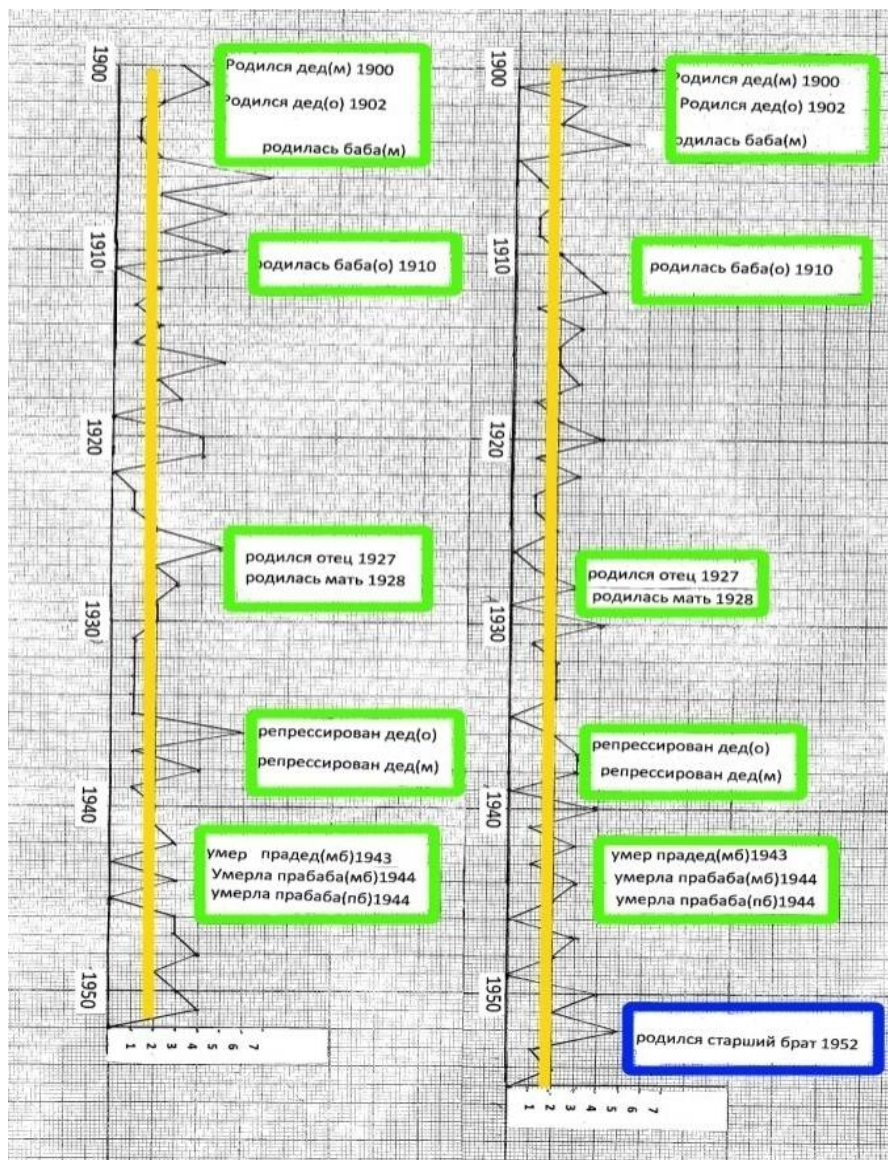 1900
Родился дед(м) 1900
Родился дед(о) 1902
родилась баба(м)
1910
родилась баба(о) 1910
1920
родился отец 1927
родилась мать 1928
1930
репрессирован дед(о)
репрессирован дед(м)
1940
умер прадед(мб)1943
Умерла прабаба(мб)1944
умерла прабаба(пб)1944
1950
1 2 3 4 5 6 7
1900
Родился дед(м) 1900
Родился дед(о) 1902
родилась баба(м)
1910
родилась баба(о) 1910
1920
родился отец 1927
родилась мать 1928
1930
репрессирован дед(о)
репрессирован дед(м)
1940
умер прадед(мб)1943
умерла прабаба(мб)1944
умерла прабаба(пб)1944
1950
родился старший брат 1952
1 2 3 4 5 6 7